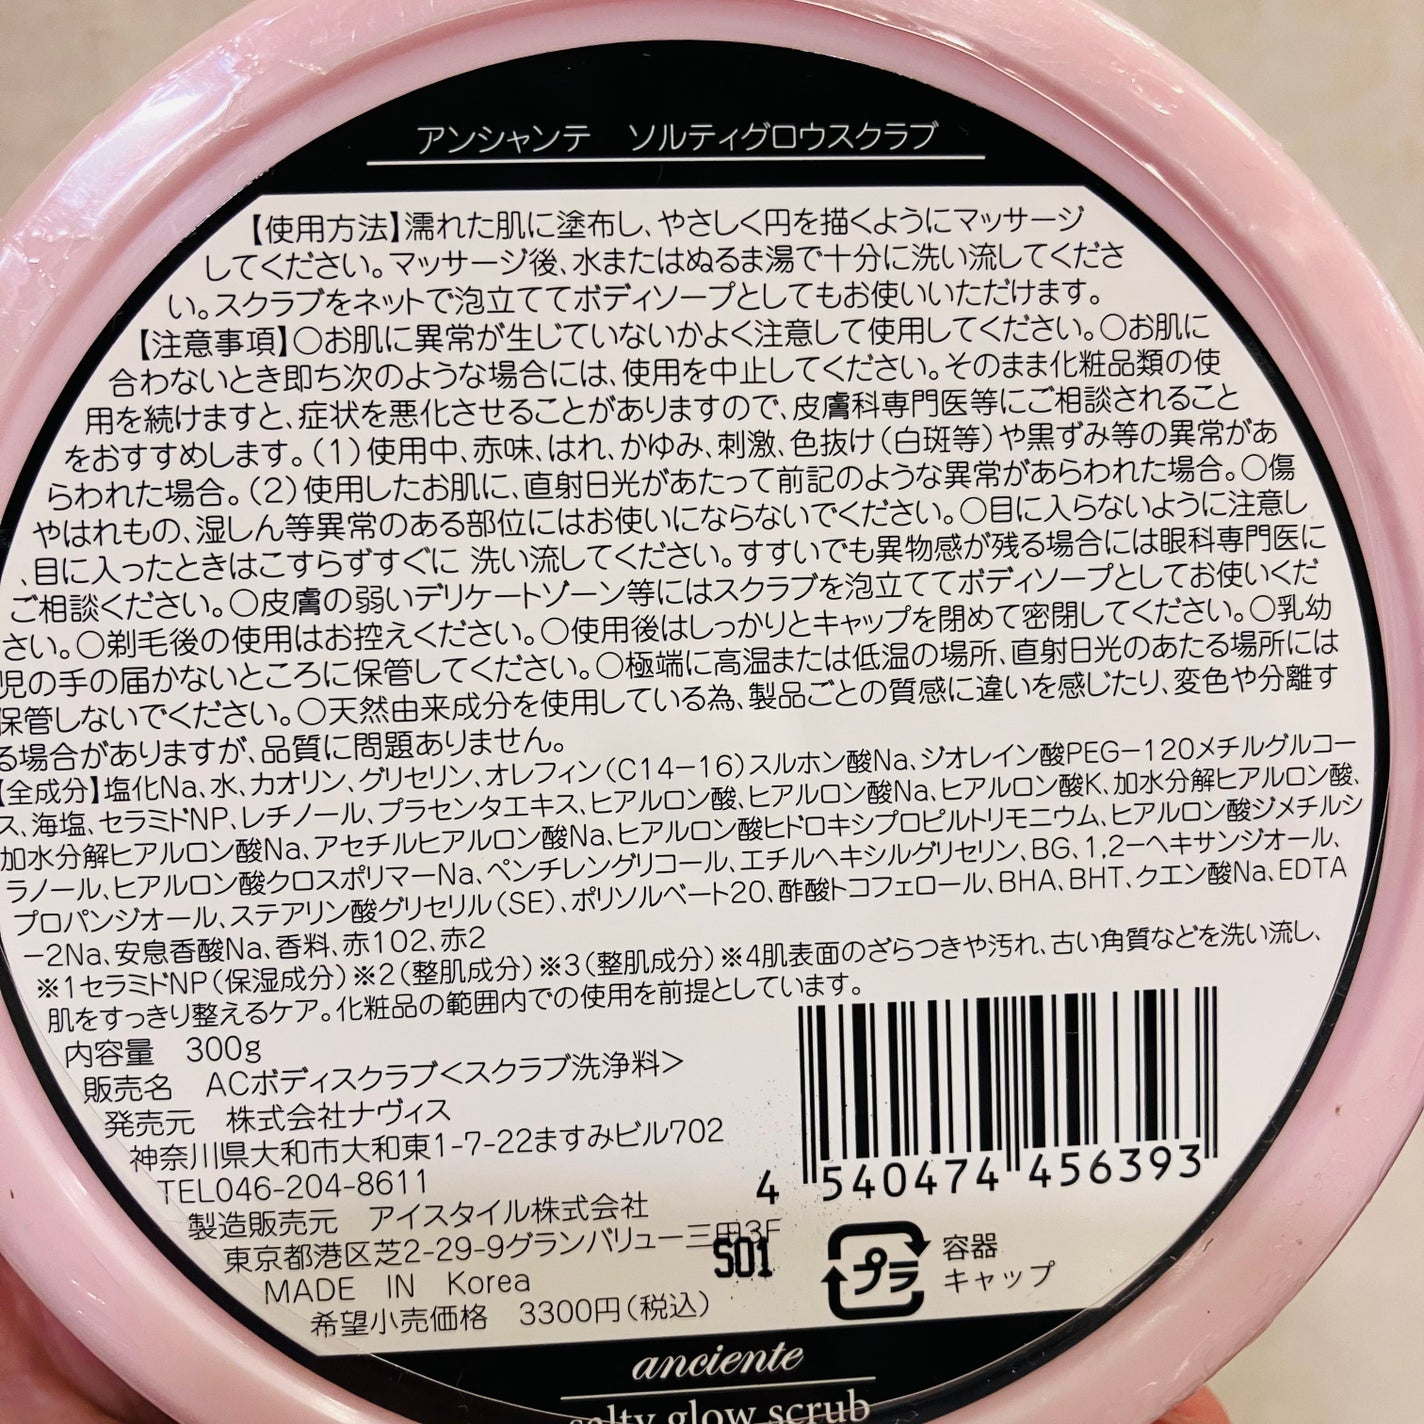 アンシャンテ　ソルティグロウスクラブ
【使用方法】濡れた肌に塗布し、やさしく円を描くようにマッサージ
してください。マッサージ後、水またはぬるま湯で十分に洗い流してくださ
い。スクラブをネットで泡立ててボディソープとしてもお使いいただけます。
【注意事項】○お肌に異常が生じていないかよく注意して使用してください。○お肌に
合わないとき即ち次のような場合には、使用を中止してください。そのまま化粧品類の使
用を続けますと、症状を悪化させることがありますので、皮膚科専門医等にご相談されること
をおすすめします。(1)使用中、赤味、はれ、かゆみ、刺激、色抜け(白斑等)や黒ずみ等の異常があ
らわれた場合。(2)使用したお肌に、直射日光があたって前記のような異常があらわれた場合。○傷
やはれもの、湿しん等異常のある部位にはお使いにならないでください。○目に入らないように注意し
、目に入ったときはこすらずすぐに 洗い流してください。すすいでも異物感が残る場合には眼科専門医に
ご相談ください。○皮膚の弱いデリケートゾーン等にはスクラブを泡立ててボディソープとしてお使いくだ
さい。○剃毛後の使用はお控えください。○使用後はしっかりとキャップを閉めて密閉してください。○乳幼
児の手の届かないところに保管してください。○極端に高温または低温の場所、直射日光のあたる場所には
保管しないでください。○天然由来成分を使用している為、製品ごとの質感に違いを感じたり、変色や分離す
る場合がありますが、品質に問題ありません。
【全成分】塩化Na、水、カオリン、グリセリン、オレフィン(C14-16)スルホン酸Na、ジオレイン酸PEG-120メチルグルコー
ス、海塩、セラミドNP、レチノール、プラセンタエキス、ヒアルロン酸、ヒアルロン酸Na、ヒアルロン酸K、加水分解ヒアルロン酸、
加水分解ヒアルロン酸Na、アセチルヒアルロン酸Na、ヒアルロン酸ヒドロキシプロピルトリモニウム、ヒアルロン酸ジメチルシ
ラノール、ヒアルロン酸クロスポリマーNa、ペンチレングリコール、エチルヘキシルグリセリン、BG、1,2-ヘキサンジオール、
プロパンジオール、ステアリン酸グリセリル(SE)、ポリソルベート20、酢酸トコフェロール、BHA、BHT、クエン酸Na、EDTA
-2Na、安息香酸Na、香料、赤102、赤2
※1セラミドNP(保湿成分)※2(整肌成分)※3(整肌成分)※4肌表面のざらつきや汚れ、古い角質などを洗い流し、
肌をすっきり整えるケア。化粧品の範囲内での使用を前提としています。
内容量　300g
販売名　ACボディスクラブ<スクラブ洗浄料>
発売元　株式会社ナヴィス
神奈川県大和市大和東1-7-22ますみビル702
TEL046-204-8611
製造販売元　アイスタイル株式会社
東京都港区芝2-29-9グランバリュー三田3F
S01
MADE IN Korea
希望小売価格　3300円(税込)
4 540474 456393
プラ
容器
キャップ
anciente
salty glow scrub